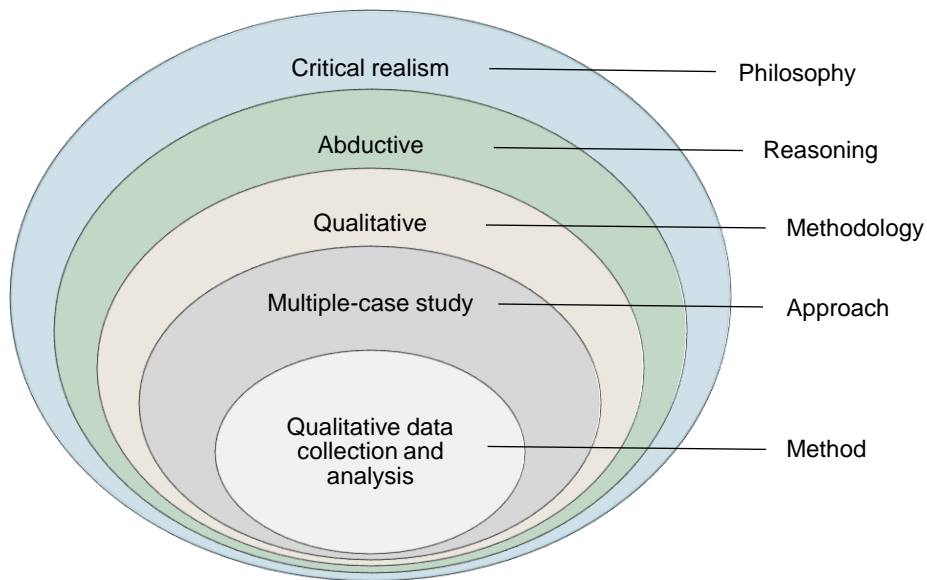 Critical realism
Philosophy
Abductive
Reasoning
Qualitative
Methodology
Multiple-case study
Approach
Qualitative data
collection and
analysis
Method